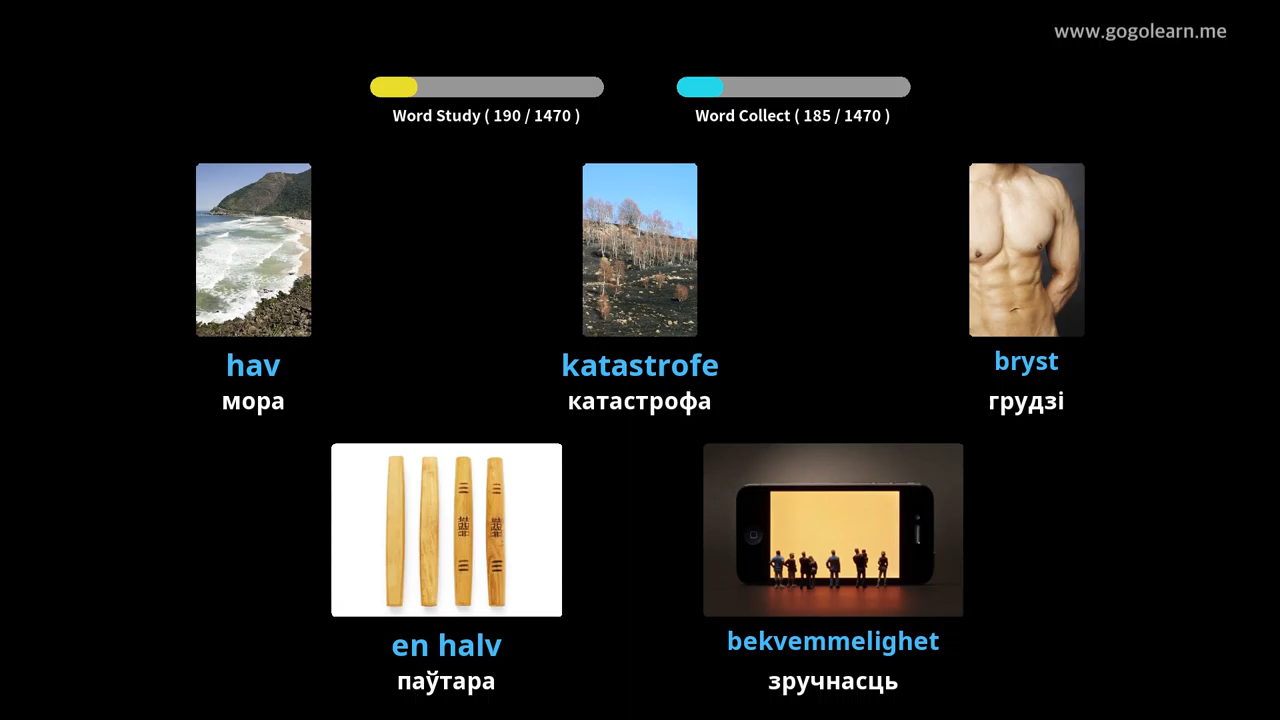 www.gogolearn.me
Word Study ( 190 / 1470 )
Word Collect ( 185 / 1470 )
hav
мора
katastrofe
катастрофа
bryst
грудзі
en halv
паўтара
bekvemmelighet
зручнасць